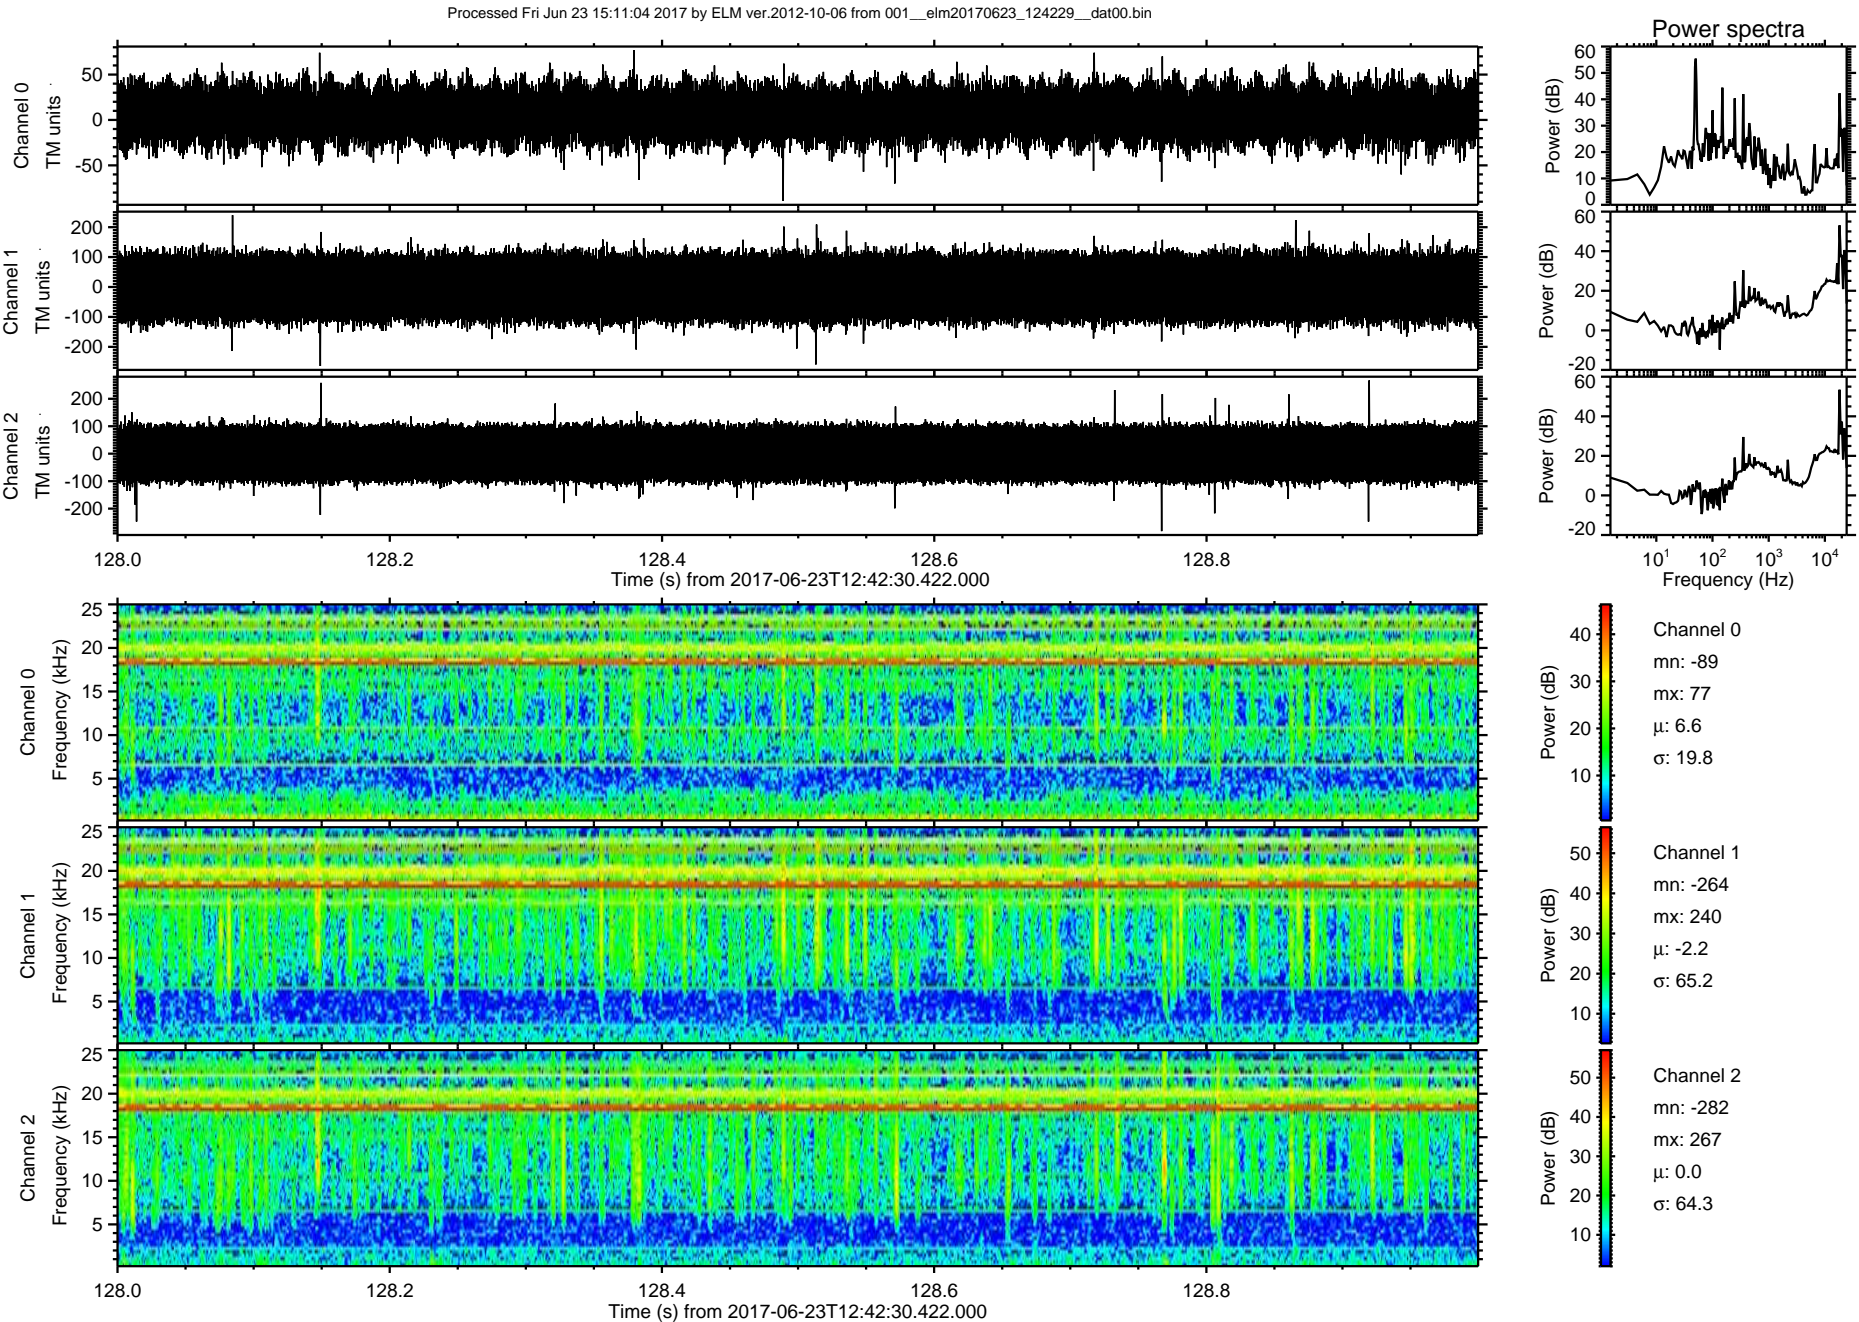 Processed Fri Jun 23 15:11:04 2017 by ELM ver.2012-10-06 from 001__elm20170623_124229__dat00.bin
Power spectra
Channel 0
TM units
50
0
-50
Power (dB)
60
50
40
30
20
10
0
Channel 1
TM units
200
100
0
-100
-200
Power (dB)
60
40
20
0
-20
Channel 2
TM units
200
100
0
-100
-200
Power (dB)
60
40
20
0
-20
128.0 128.2 128.4 128.6 128.8
Time (s) from 2017-06-23T12:42:30.422.000
10^1 10^2 10^3 10^4
Frequency (Hz)
Channel 0
Frequency (kHz)
25
20
15
10
5
Power (dB)
40
30
20
10
Channel 0
mn: -89
mx: 77
μ: 6.6
σ: 19.8
Channel 1
Frequency (kHz)
25
20
15
10
5
Power (dB)
50
40
30
20
10
Channel 1
mn: -264
mx: 240
μ: -2.2
σ: 65.2
Channel 2
Frequency (kHz)
25
20
15
10
5
Power (dB)
50
40
30
20
10
Channel 2
mn: -282
mx: 267
μ: 0.0
σ: 64.3
128.0 128.2 128.4 128.6 128.8
Time (s) from 2017-06-23T12:42:30.422.000